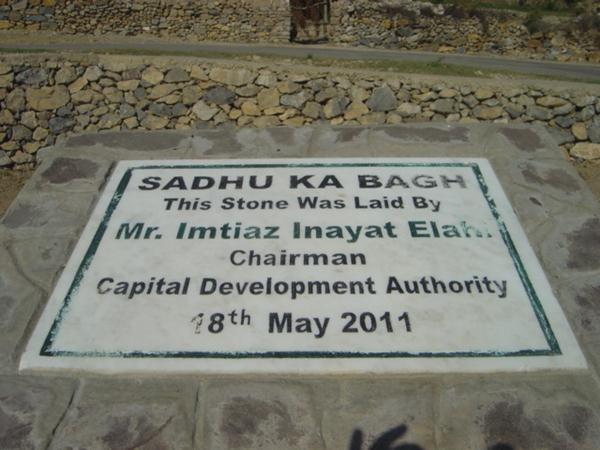 SADHU KA BAGH
This Stone Was Laid By
Mr. Imtiaz Inayat Elahi
Chairman
Capital Development Authority
18th May 2011